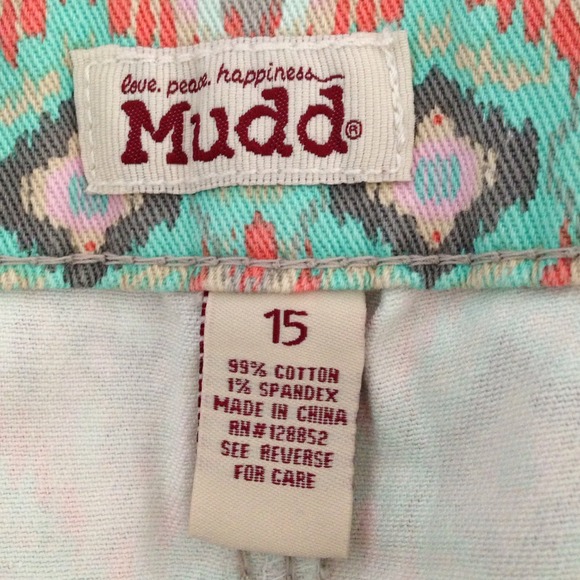 love. peace. happiness
Mudd®
15
99% COTTON
1% SPANDEX
MADE IN CHINA
RN#128852
SEE REVERSE
FOR CARE